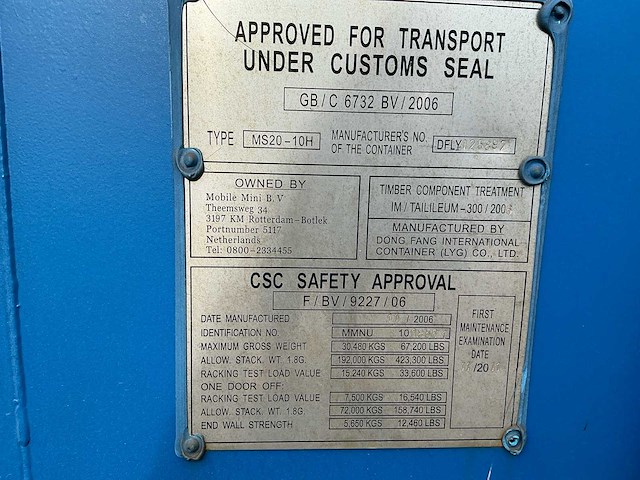 APPROVED FOR TRANSPORT
UNDER CUSTOMS SEAL
GB/C 6732 BV/2006
TYPE MS20-10H
MANUFACTURER'S NO.
OF THE CONTAINER
DFLY
OWNED BY
Mobile Mini B.V
Theemsweg 34
3197 KM Rotterdam-Botlek
Portnumber 5117
Netherlands
Tel: 0800-2334455
TIMBER COMPONENT TREATMENT
IM/TAILILEUM-300/200
MANUFACTURED BY
DONG FANG INTERNATIONAL
CONTAINER (LYG) CO., LTD.
CSC SAFETY APPROVAL
F/BV/9227/06
DATE MANUFACTURED /2006
IDENTIFICATION NO. MMNU 10
MAXIMUM GROSS WEIGHT 30,480 KGS 67,200 LBS
ALLOW. STACK. WT. 1.8G. 192,000 KGS 423,300 LBS
RACKING TEST LOAD VALUE 15,240 KGS 33,600 LBS
ONE DOOR OFF:
RACKING TEST LOAD VALUE 7,500 KGS 16,540 LBS
ALLOW. STACK. WT. 1.8G. 72,000 KGS 158,740 LBS
END WALL STRENGTH 5,650 KGS 12,460 LBS
FIRST
MAINTENANCE
EXAMINATION
DATE
/20